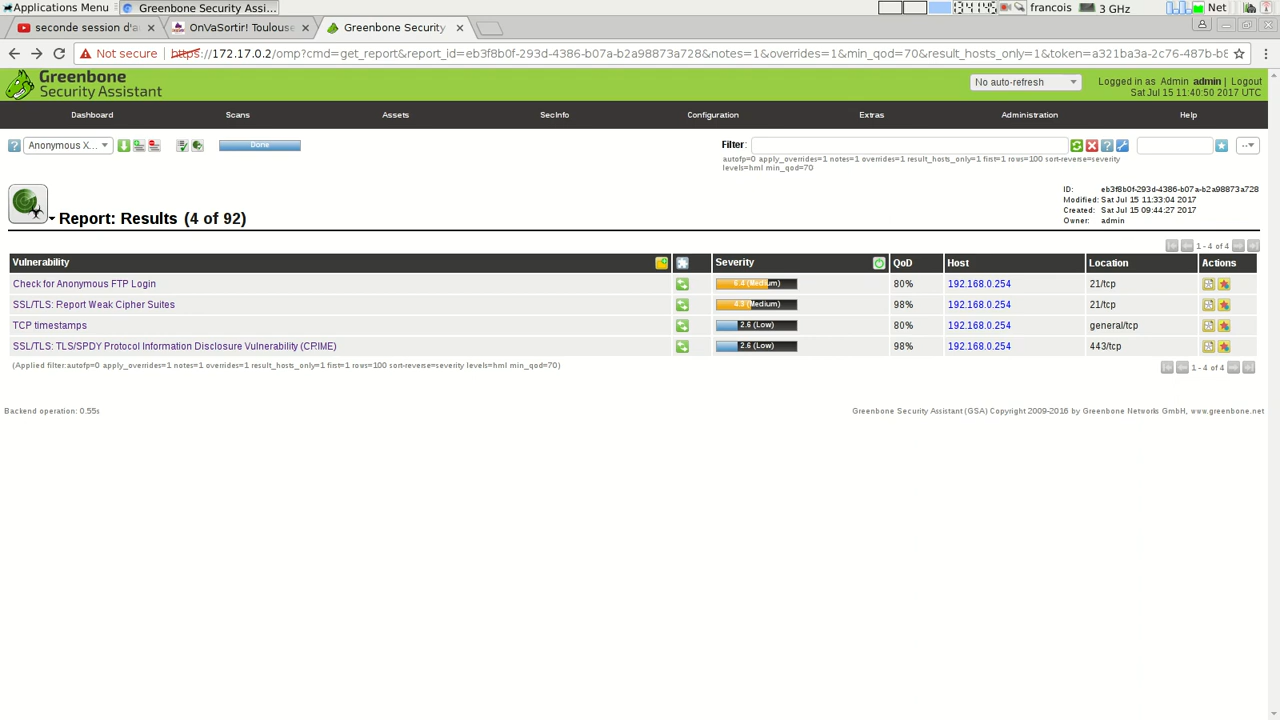 Applications Menu Greenbone Security Assi... francois 3 GHz Net
seconde session d'a OnVaSortir! Toulouse Greenbone Security
Not secure https://172.17.0.2/omp?cmd=get_report&report_id=eb3f8b0f-293d-4386-b07a-b2a98873a728&notes=1&overrides=1&min_qod=70&result_hosts_only=1&token=a321ba3a-2c76-487b-b8
Greenbone
Security Assistant
No auto-refresh
Logged in as Admin admin | Logout
Sat Jul 15 11:40:50 2017 UTC
Dashboard Scans Assets SecInfo Configuration Extras Administration Help
Anonymous X... Done Filter: --
autofp=0 apply_overrides=1 notes=1 overrides=1 result_hosts_only=1 first=1 rows=100 sort-reverse=severity
levels=hml min_qod=70
Report: Results (4 of 92)
ID: eb3f8b0f-293d-4386-b07a-b2a98873a728
Modified: Sat Jul 15 11:33:04 2017
Created: Sat Jul 15 09:44:27 2017
Owner: admin
1 - 4 of 4
Vulnerability Severity QoD Host Location Actions
Check for Anonymous FTP Login 6.4 (Medium) 80% 192.168.0.254 21/tcp
SSL/TLS: Report Weak Cipher Suites 4.3 (Medium) 98% 192.168.0.254 21/tcp
TCP timestamps 2.6 (Low) 80% 192.168.0.254 general/tcp
SSL/TLS: TLS/SPDY Protocol Information Disclosure Vulnerability (CRIME) 2.6 (Low) 98% 192.168.0.254 443/tcp
(Applied filter:autofp=0 apply_overrides=1 notes=1 overrides=1 result_hosts_only=1 first=1 rows=100 sort-reverse=severity levels=hml min_qod=70)
1 - 4 of 4
Backend operation: 0.55s
Greenbone Security Assistant (GSA) Copyright 2009-2016 by Greenbone Networks GmbH, www.greenbone.net